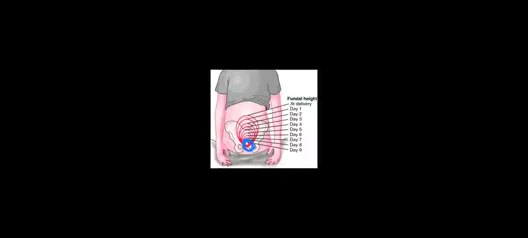 Fundal height
At delivery
Day 1
Day 2
Day 3
Day 4
Day 5
Day 6
Day 7
Day 8
Day 9